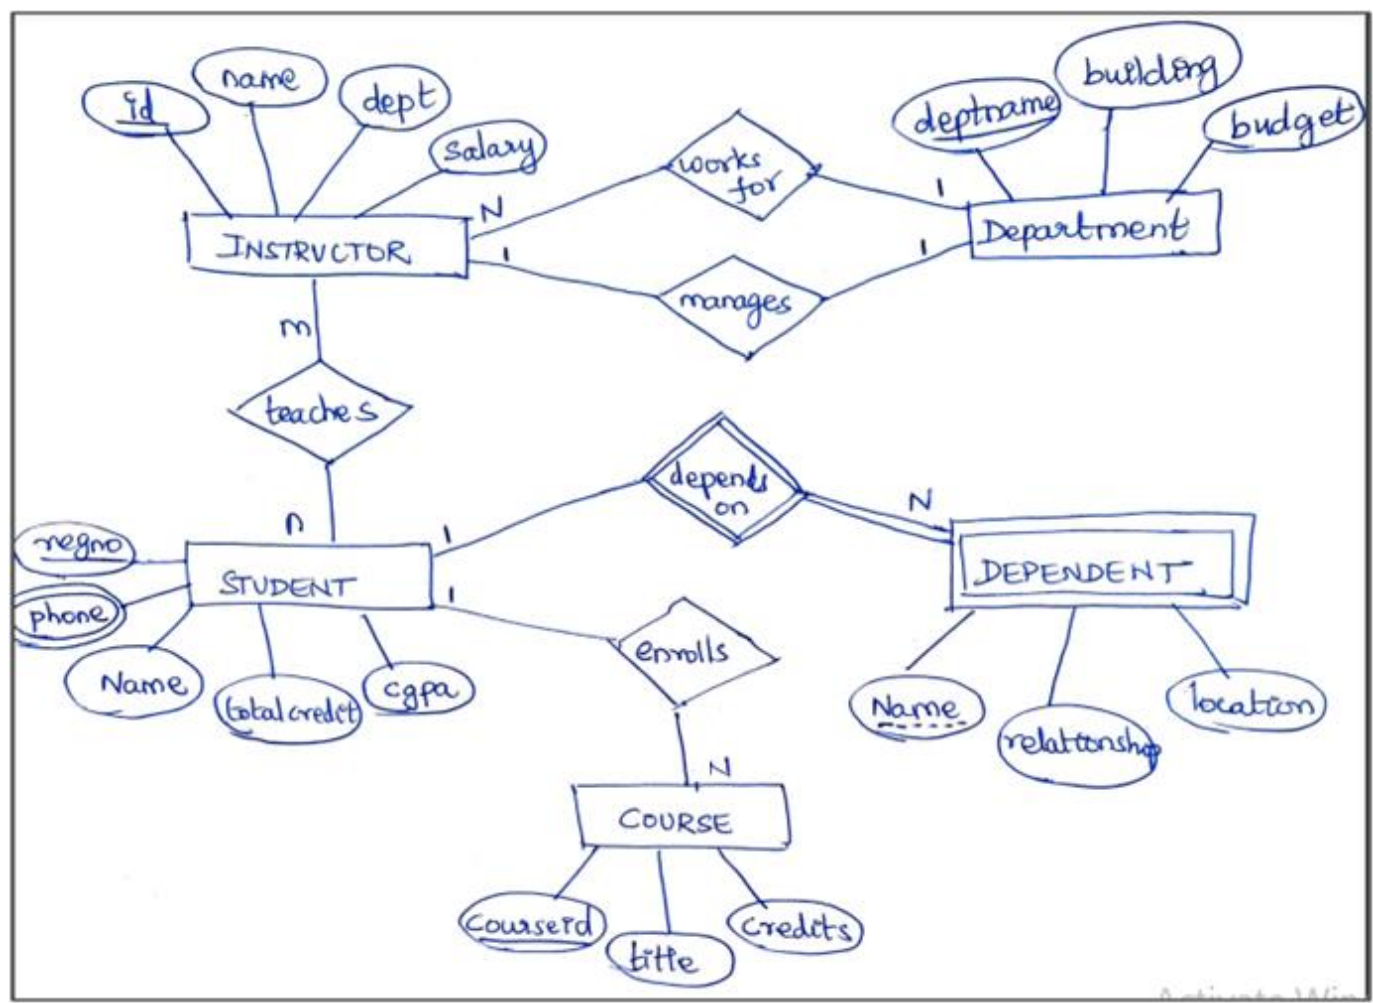 id
name
dept
salary
INSTRUCTOR
N
1
works
for
1
deptname
building
budget
Department
1
manages
m
teaches
n
regno
phone
Name
total credit
cgpa
STUDENT
1
1
depends
on
N
DEPENDENT
Name
relationship
location
enrolls
N
COURSE
Courseid
title
credits